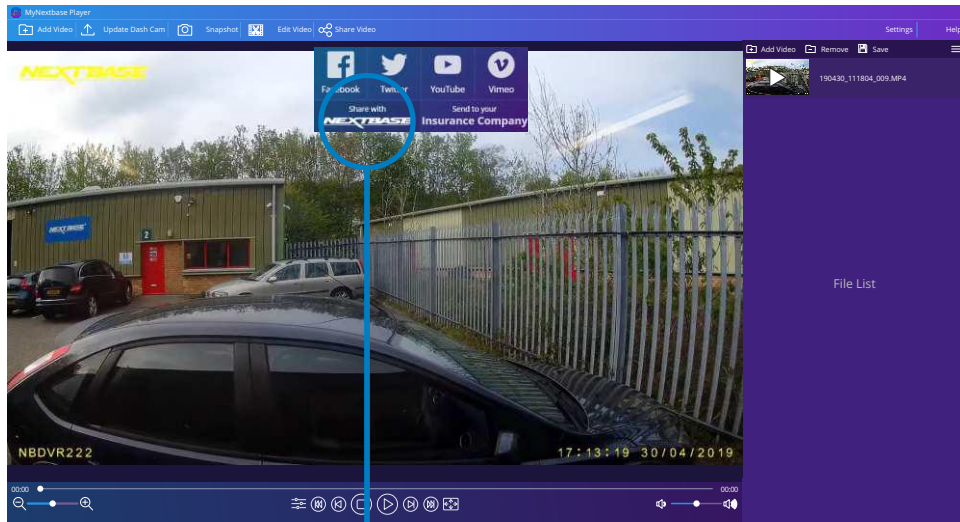 MyNextbase Player
Add Video Update Dash Cam Snapshot Edit Video Share Video Settings Help
Add Video Remove Save
190430_111804_009.MP4
NEXTBASE
Facebook Twitter YouTube Vimeo
Share with
NEXTBASE
Send to your
Insurance Company
NEXTBASE
2
File List
NBDVR222
17:13:19 30/04/2019
00:00
00:00